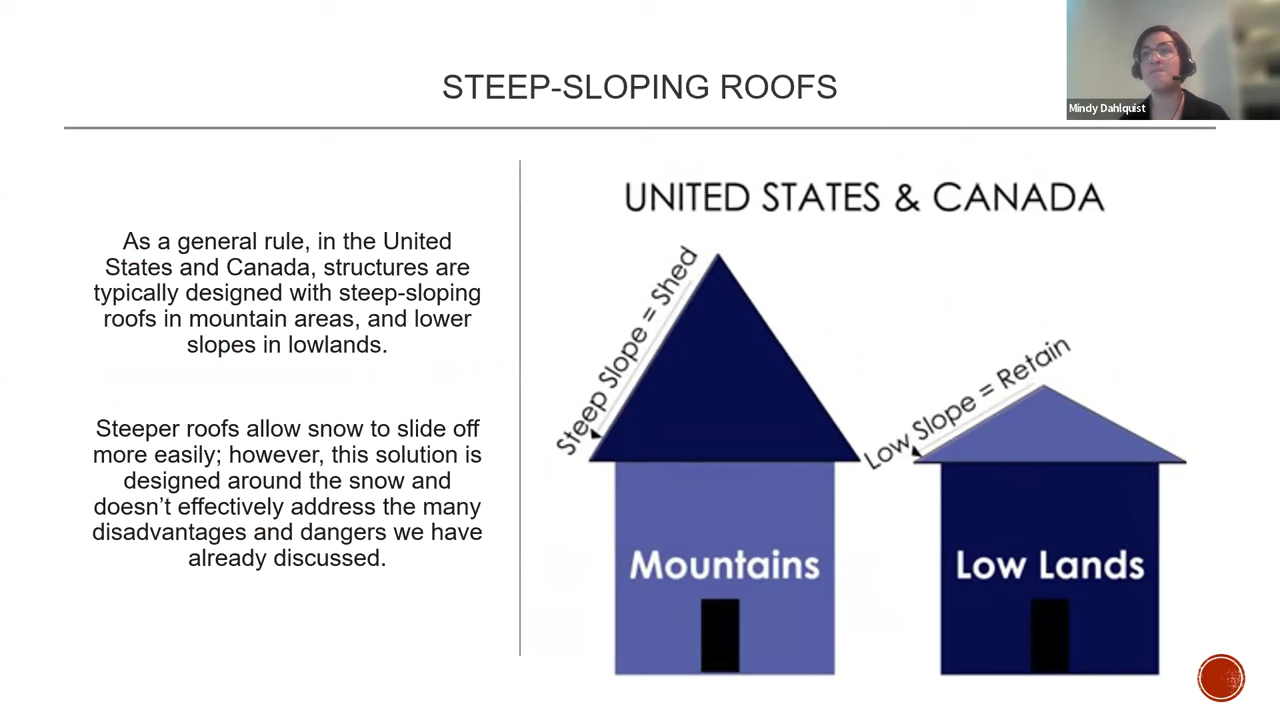 STEEP-SLOPING ROOFS
Mindy Dahlquist
As a general rule, in the United
States and Canada, structures are
typically designed with steep-sloping
roofs in mountain areas, and lower
slopes in lowlands.
Steeper roofs allow snow to slide off
more easily; however, this solution is
designed around the snow and
doesn’t effectively address the many
disadvantages and dangers we have
already discussed.
UNITED STATES & CANADA
Steep Slope = Shed
Low Slope = Retain
Mountains
Low Lands